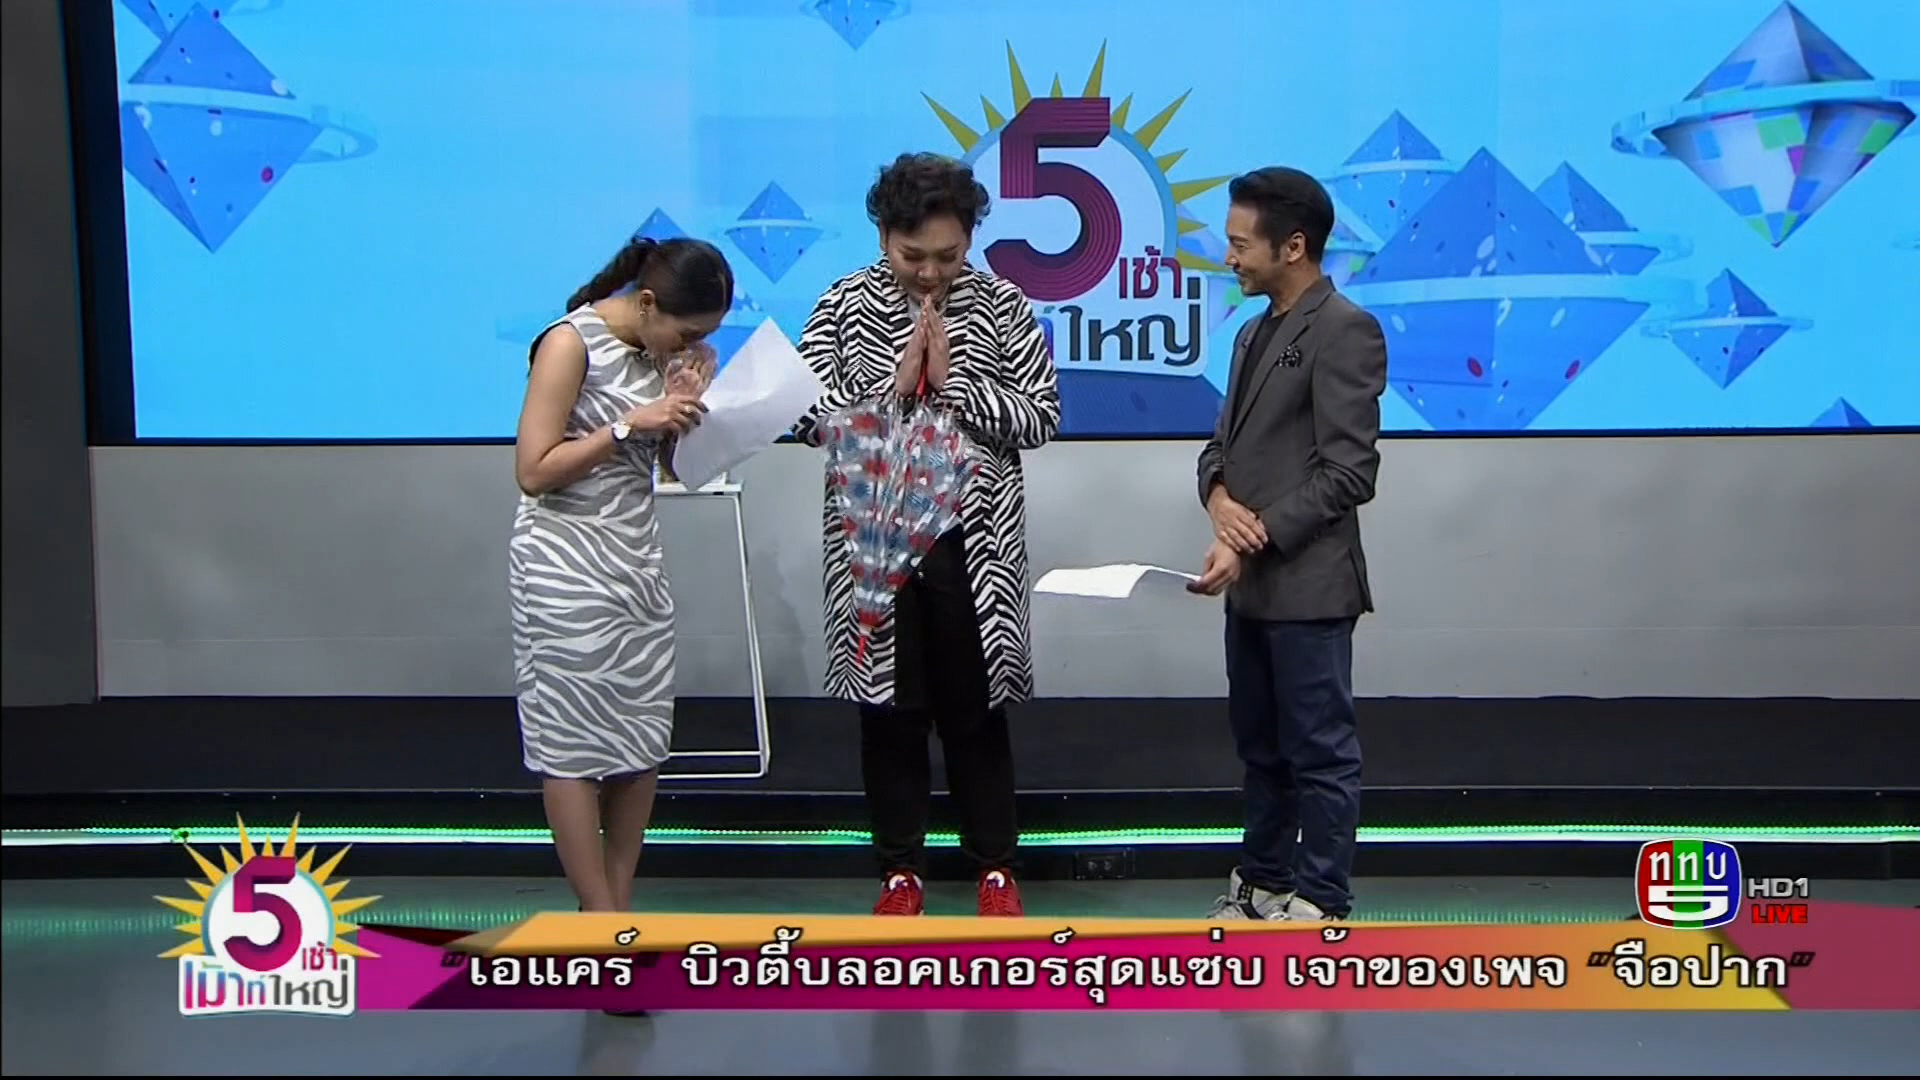 5
เช้า
ใหญ่
ททบ
5
HD1
LIVE
5
เช้า
เม้าท์ใหญ่
"เอแคร์" บิวตี้บลอคเกอร์สุดแซ่บ เจ้าของเพจ "จือปาก"